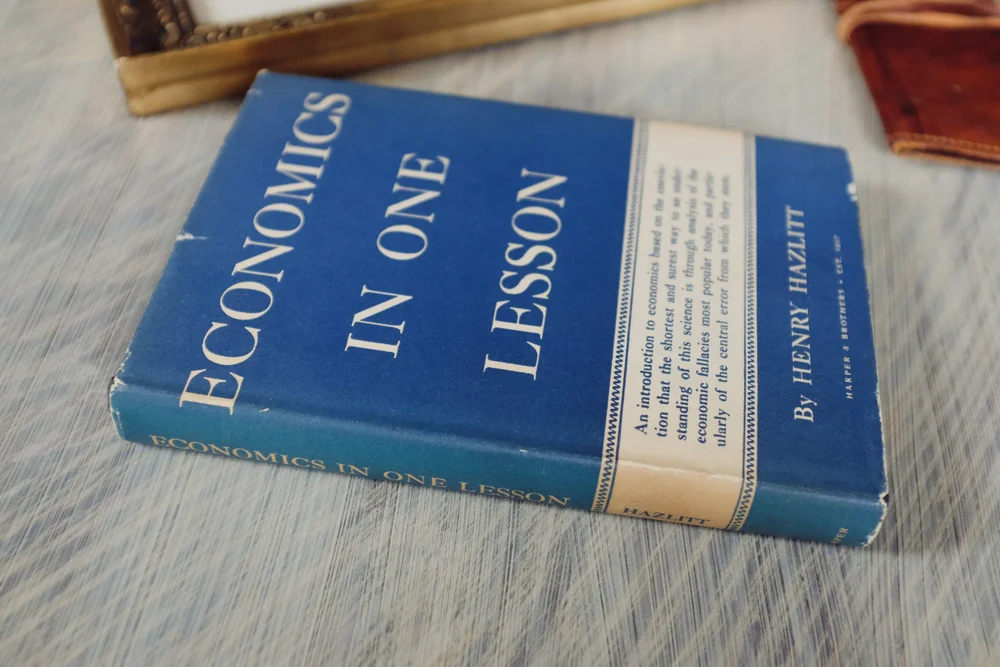 ECONOMICS
IN ONE
LESSON
An introduction to economics based on the convic-
tion that the shortest and surest way to an under-
standing of this science is through analysis of the
economic fallacies most popular today, and partic-
ularly of the central error from which they stem.
By HENRY HAZLITT
HARPER & BROTHERS • EST. 1817
ECONOMICS IN ONE LESSON
HAZLITT